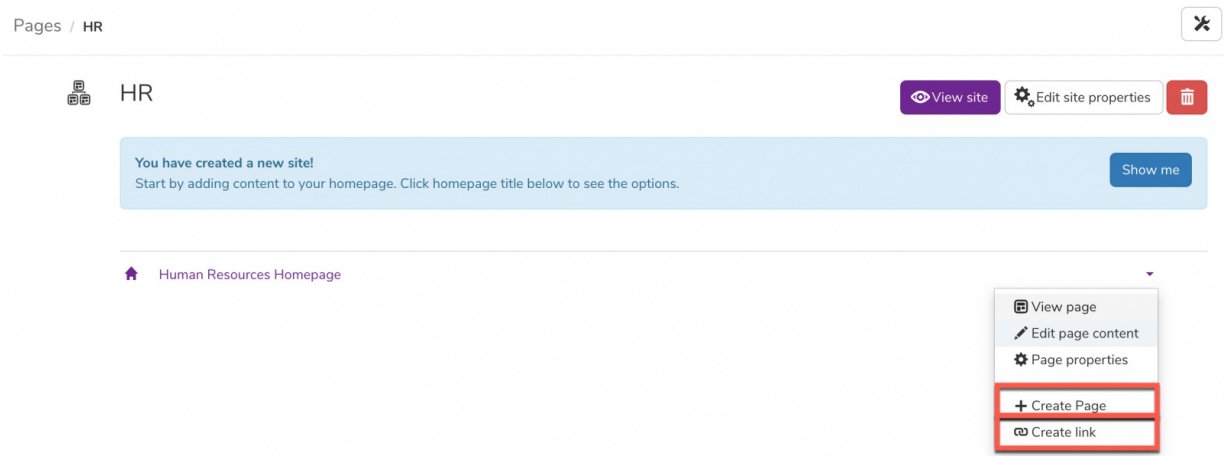 Pages / HR
HR
View site
Edit site properties
You have created a new site!
Start by adding content to your homepage. Click homepage title below to see the options.
Show me
Human Resources Homepage
View page
Edit page content
Page properties
Create Page
Create link